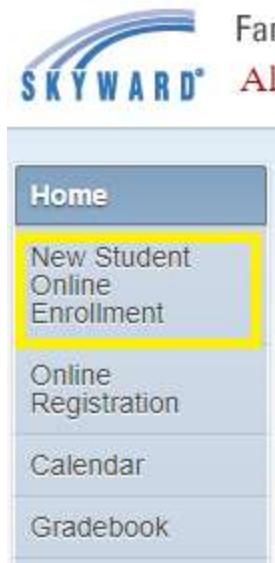 SKYWARD®
Home
New Student
Online
Enrollment
Online
Registration
Calendar
Gradebook